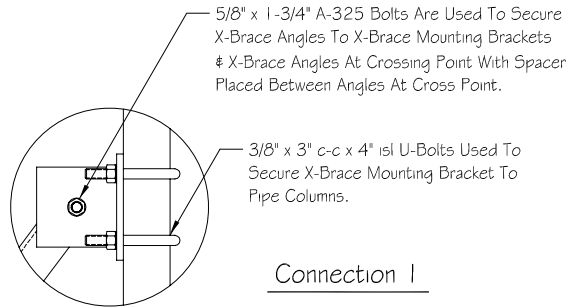 5/8" x 1-3/4" A-325 Bolts Are Used To Secure
X-Brace Angles To X-Brace Mounting Brackets
& X-Brace Angles At Crossing Point With Spacer
Placed Between Angles At Cross Point.
3/8" x 3" c-c x 4" isl U-Bolts Used To
Secure X-Brace Mounting Bracket To
Pipe Columns.
Connection 1